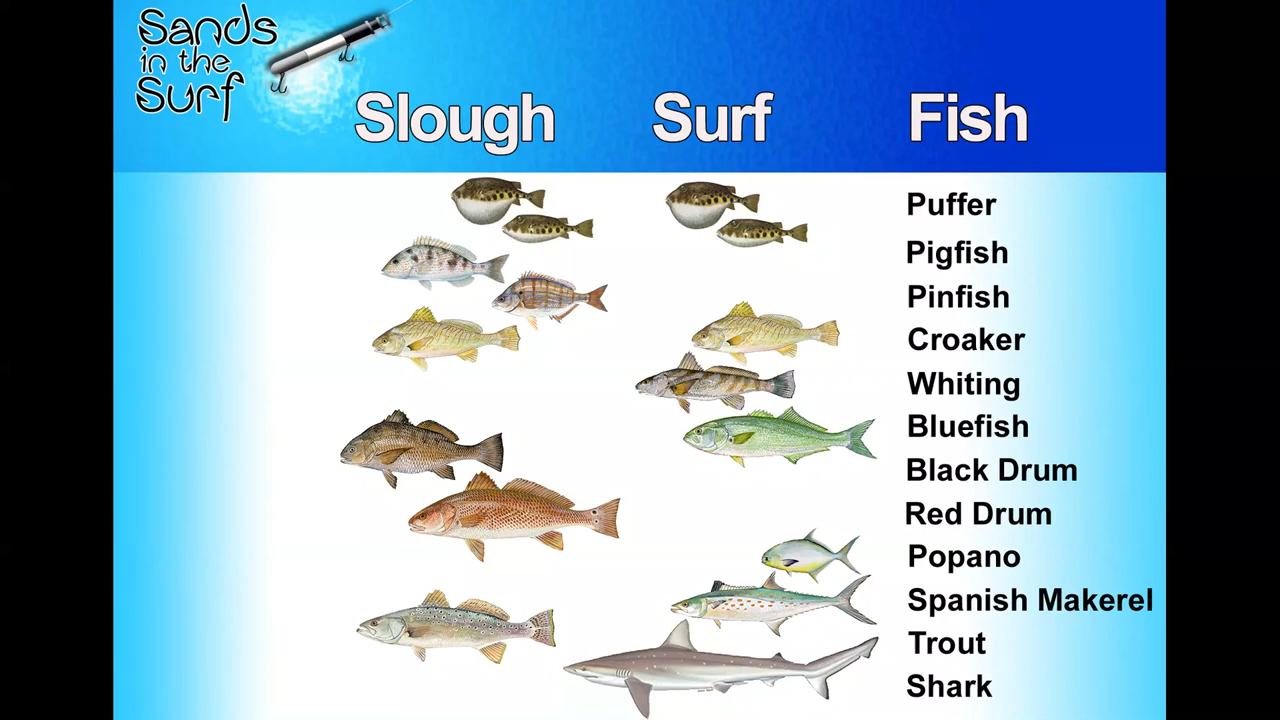 Sands
in the
Surf
Slough Surf Fish
Puffer
Pigfish
Pinfish
Croaker
Whiting
Bluefish
Black Drum
Red Drum
Popano
Spanish Makerel
Trout
Shark